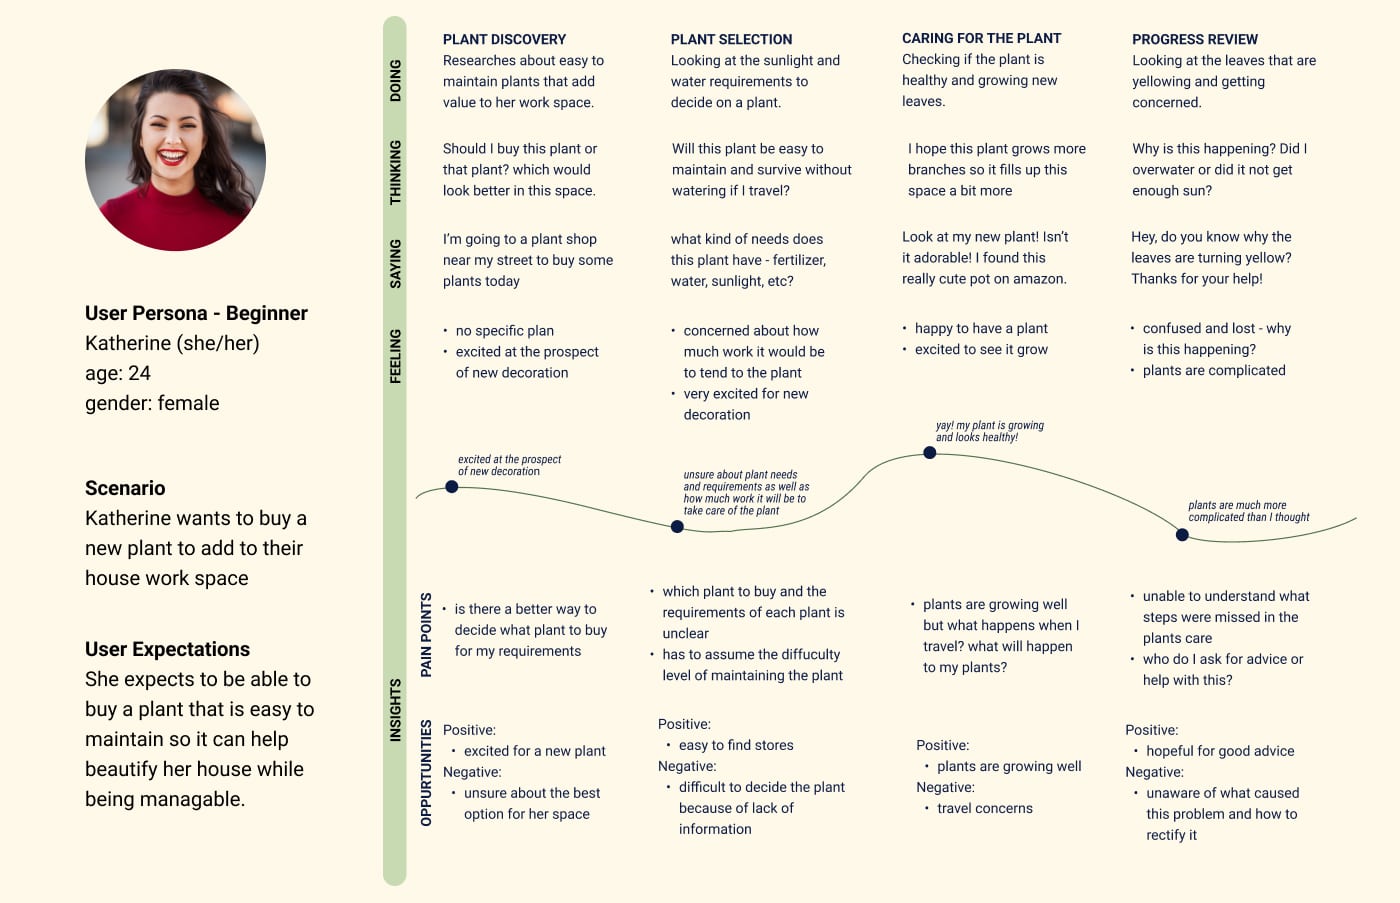 User Persona - Beginner
Katherine (she/her)
age: 24
gender: female
Scenario
Katherine wants to buy a
new plant to add to their
house work space
User Expectations
She expects to be able to
buy a plant that is easy to
maintain so it can help
beautify her house while
being managable.
DOING
PLANT DISCOVERY
Researches about easy to
maintain plants that add
value to her work space.
PLANT SELECTION
Looking at the sunlight and
water requirements to
decide on a plant.
CARING FOR THE PLANT
Checking if the plant is
healthy and growing new
leaves.
PROGRESS REVIEW
Looking at the leaves that are
yellowing and getting
concerned.
THINKING
Should I buy this plant or
that plant? which would
look better in this space.
Will this plant be easy to
maintain and survive without
watering if I travel?
I hope this plant grows more
branches so it fills up this
space a bit more
Why is this happening? Did I
overwater or did it not get
enough sun?
SAYING
I'm going to a plant shop
near my street to buy some
plants today
what kind of needs does
this plant have - fertilizer,
water, sunlight, etc?
Look at my new plant! Isn't
it adorable! I found this
really cute pot on amazon.
Hey, do you know why the
leaves are turning yellow?
Thanks for your help!
FEELING
• no specific plan
• excited at the prospect
of new decoration
• concerned about how
much work it would be
to tend to the plant
• very excited for new
decoration
• happy to have a plant
• excited to see it grow
• confused and lost - why
is this happening?
• plants are complicated
excited at the prospect
of new decoration
unsure about plant needs
and requirements as well as
how much work it will be to
take care of the plant
yay! my plant is growing
and looks healthy!
plants are much more
complicated than I thought
INSIGHTS
PAIN POINTS
• is there a better way to
decide what plant to buy
for my requirements
• which plant to buy and the
requirements of each plant is
unclear
• has to assume the diffuculty
level of maintaining the plant
• plants are growing well
but what happens when I
travel? what will happen
to my plants?
• unable to understand what
steps were missed in the
plants care
• who do I ask for advice or
help with this?
OPPURTUNITIES
Positive:
• excited for a new plant
Negative:
• unsure about the best
option for her space
Positive:
• easy to find stores
Negative:
• difficult to decide the plant
because of lack of
information
Positive:
• plants are growing well
Negative:
• travel concerns
Positive:
• hopeful for good advice
Negative:
• unaware of what caused
this problem and how to
rectify it